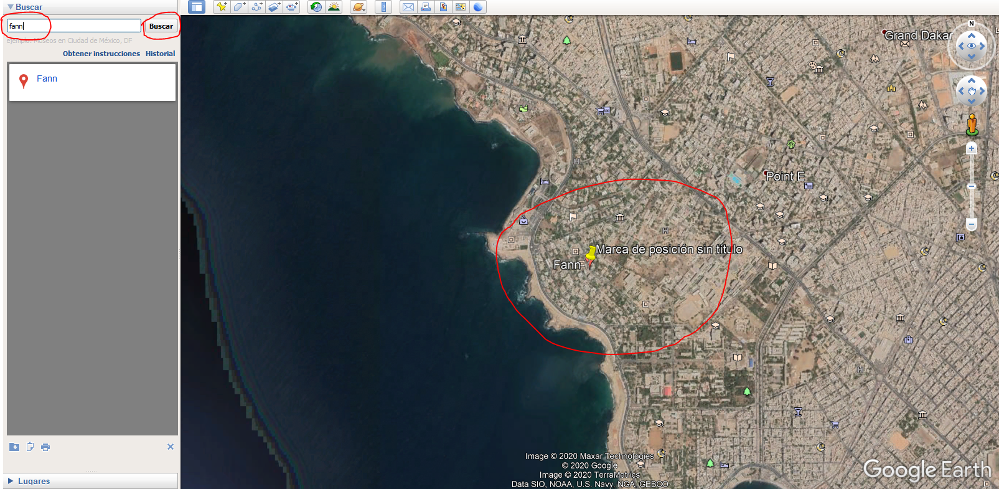 Buscar
fann
Buscar
ejemplo: Museos en Ciudad de México, DF
Obtener instrucciones Historial
Fann
Lugares
N
Grand Dakar
Point E
Marca de posición sin título
Fann
Image © 2020 Maxar Technologies
© 2020 Google
Image © 2020 TerraMetrics
Data SIO, NOAA, U.S. Navy, NGA, GEBCO
Google Earth